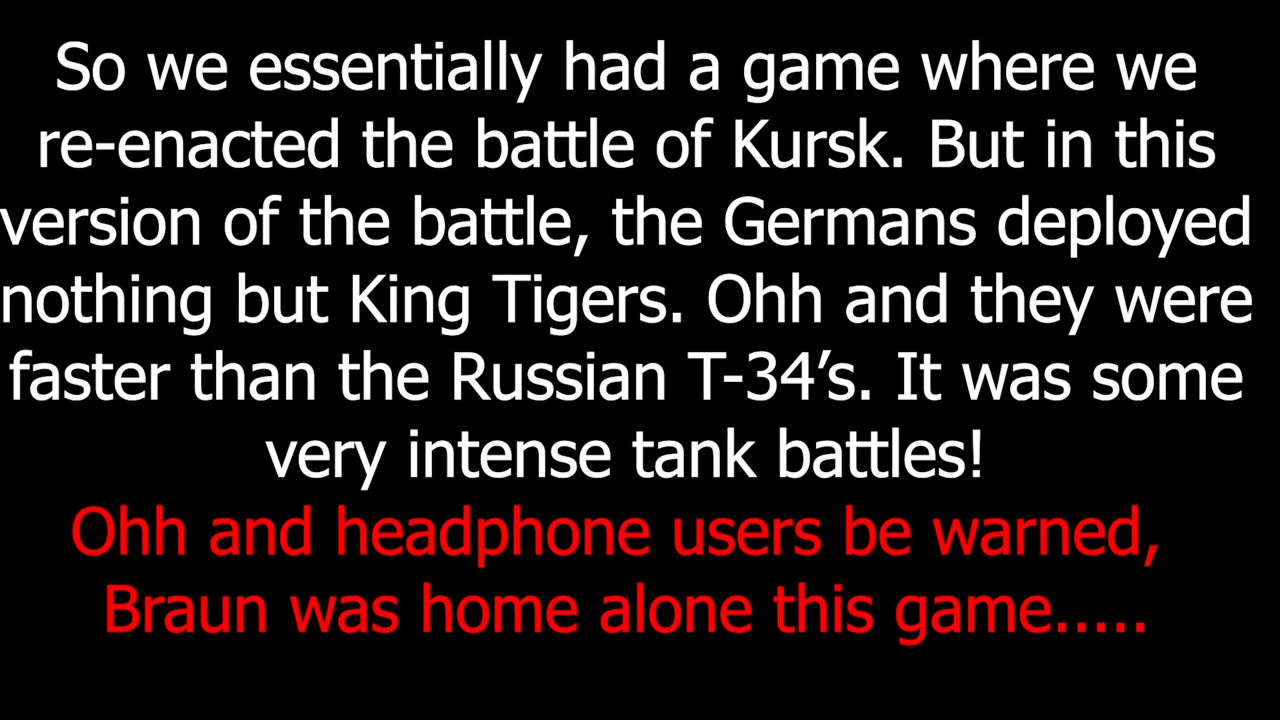 So we essentially had a game where we
re-enacted the battle of Kursk. But in this
version of the battle, the Germans deployed
nothing but King Tigers. Ohh and they were
faster than the Russian T-34’s. It was some
very intense tank battles!
Ohh and headphone users be warned,
Braun was home alone this game.....